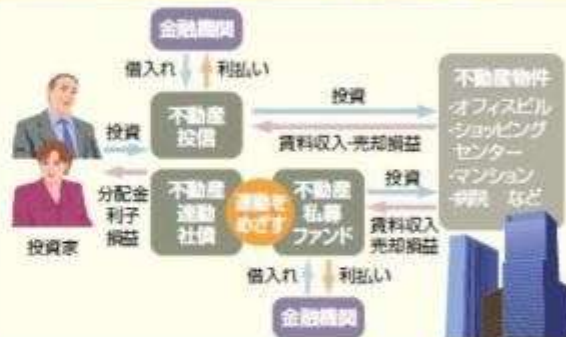 金融機関
借入れ
利払い
不動産
投信
投資
賃料収入・売却損益
不動産物件
・オフィスビル
・ショッピング
センター
・マンション
・病院 など
投資
分配金
利子
損益
投資家
不動産
連動
社債
連動を
めざす
不動産
私募
ファンド
投資
賃料収入
売却損益
借入れ
利払い
金融機関